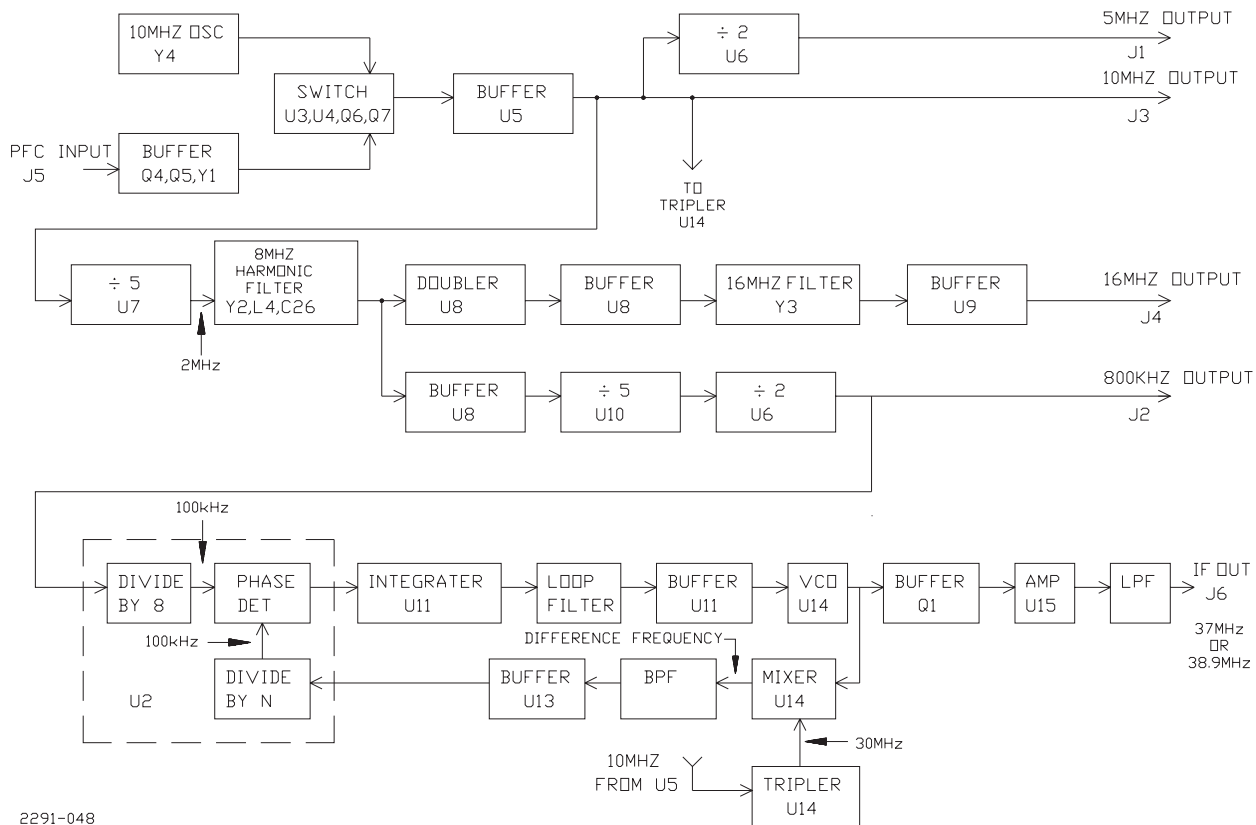 10MHZ OSC
Y4
SWITCH
U3,U4,Q6,Q7
PFC INPUT
J5
BUFFER
Q4,Q5,Y1
BUFFER
U5
÷ 2
U6
5MHZ OUTPUT
J1
10MHZ OUTPUT
J3
TO
TRIPLER
U14
÷ 5
U7
2MHz
8MHZ
HARMONIC
FILTER
Y2,L4,C26
DOUBLER
U8
BUFFER
U8
16MHZ FILTER
Y3
BUFFER
U9
16MHZ OUTPUT
J4
BUFFER
U8
÷ 5
U10
÷ 2
U6
800KHZ OUTPUT
J2
100kHz
DIVIDE
BY 8
PHASE
DET
INTEGRATER
U11
LOOP
FILTER
BUFFER
U11
VCO
U14
BUFFER
Q1
AMP
U15
LPF
IF OUT
J6
37MHz
OR
38.9MHz
100kHz
DIFFERENCE FREQUENCY
U2
DIVIDE
BY N
BUFFER
U13
BPF
MIXER
U14
30MHz
10MHZ
FROM U5
TRIPLER
U14
2291-048